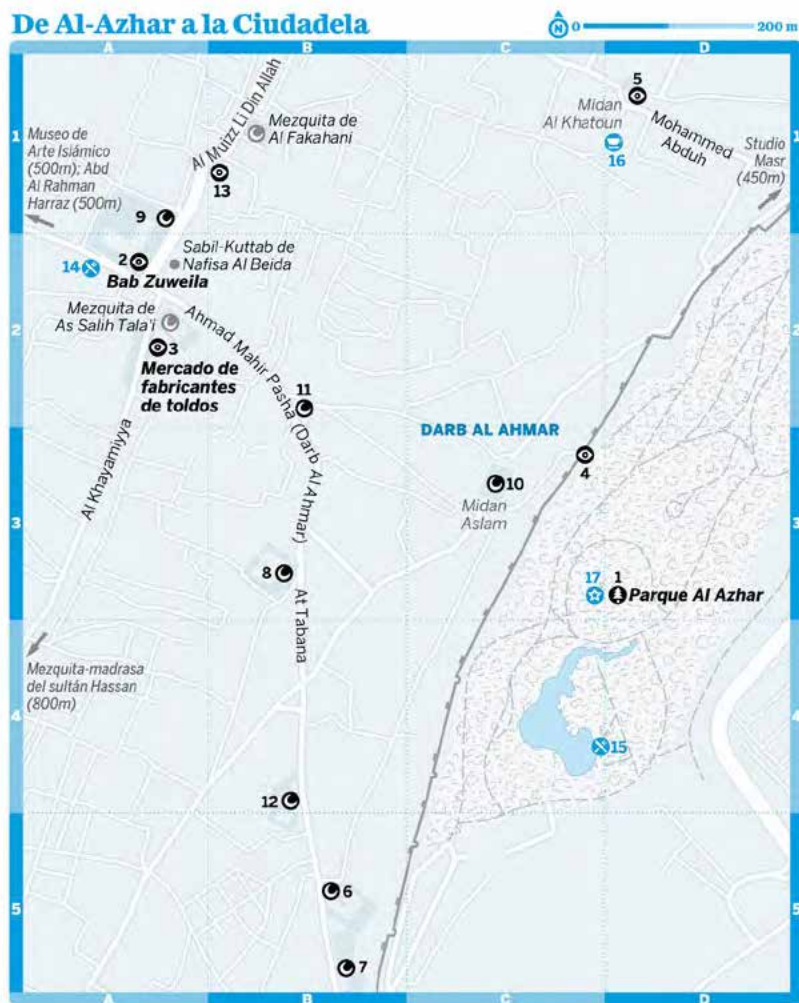 De Al-Azhar a la Ciudadela
N 0 200 m
A B C D
1
Museo de
Arte Islámico
(500m); Abd
Al Rahman
Harraz (500m)
Al Muizz Li Din Allah
Mezquita de
Al Fakahani
13
9
5
Midan
Al Khatoun
16
Mohammed
Abduh
Studio
Masr
(450m)
1
2
14
2
Bab Zuweila
Sabil-Kuttab de
Nafisa Al Beida
Mezquita de
As Salih Tala'i
3
Mercado de
fabricantes
de toldos
Ahmad Mahir Pasha (Darb Al Ahmar)
11
2
DARB AL AHMAR
3
Al Khayamiyya
4
10
Midan
Aslam
8
17
1
Parque Al Azhar
3
At Tabana
4
Mezquita-madrasa
del sultán Hassan
(800m)
15
12
4
5
6
7
5
A B C D